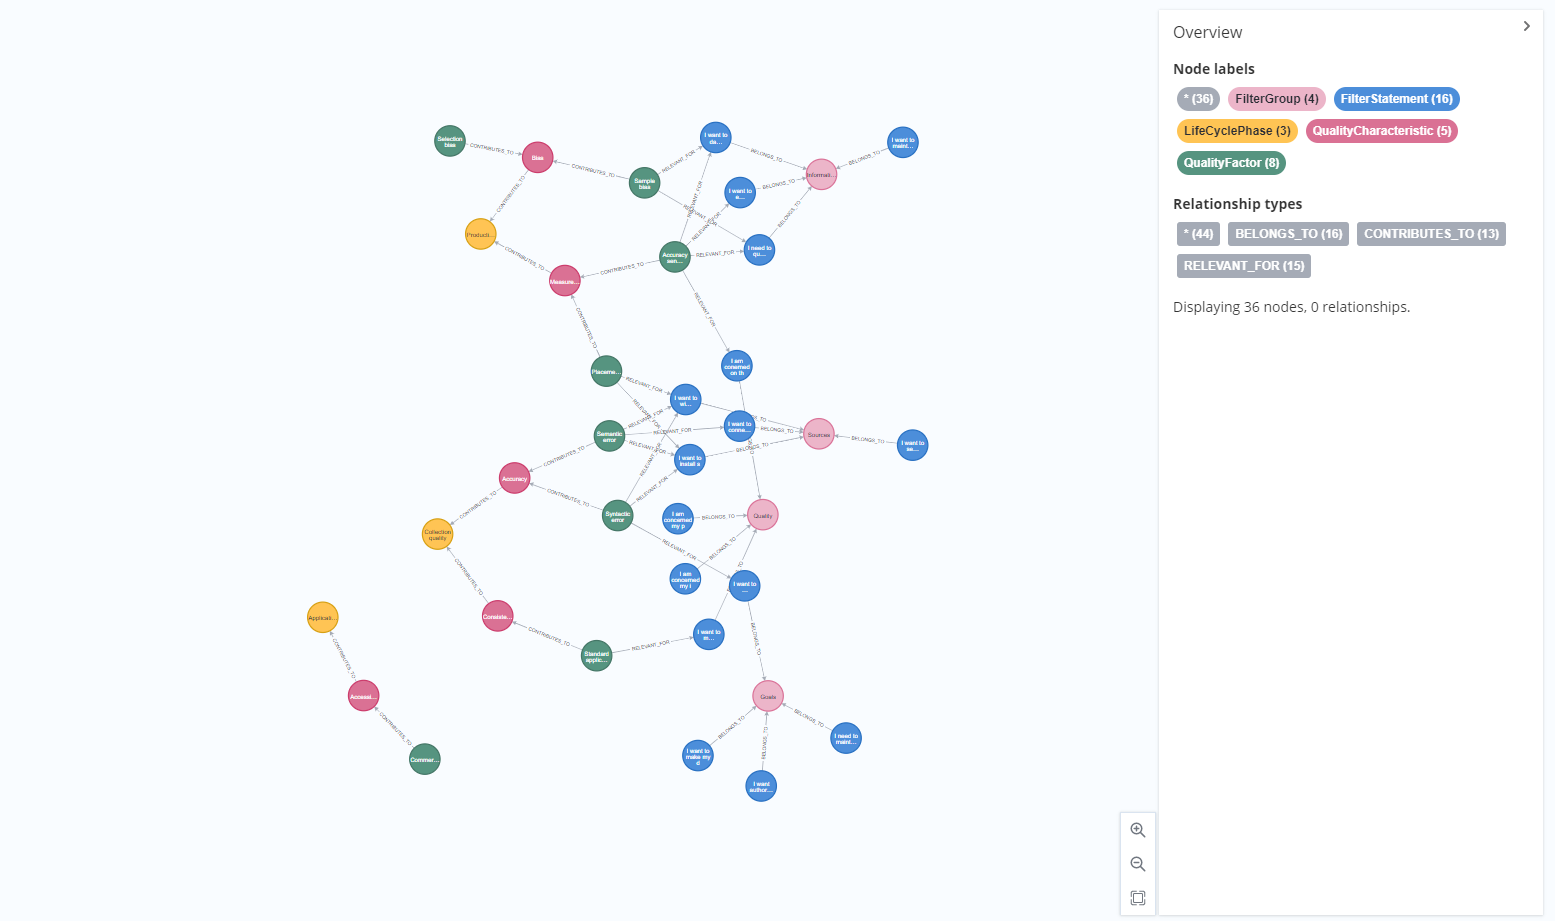 Overview
Node labels
* (36) FilterGroup (4) FilterStatement (16)
LifeCyclePhase (3) QualityCharacteristic (5)
QualityFactor (8)
Relationship types
* (44) BELONGS_TO (16) CONTRIBUTES_TO (13)
RELEVANT_FOR (15)
Displaying 36 nodes, 0 relationships.
Selection
bias
CONTRIBUTES_TO
Bias
CONTRIBUTES_TO
Sample
bias
RELEVANT_FOR
I want to
de...
BELONGS_TO
I want to
maint...
BELONGS_TO
Informati...
I want to
e...
BELONGS_TO
CONTRIBUTES_TO
RELEVANT_FOR
RELEVANT_FOR
RELEVANT_FOR
BELONGS_TO
Producti...
CONTRIBUTES_TO
Accuracy
sen...
RELEVANT_FOR
I need to
qu...
Measure...
CONTRIBUTES_TO
RELEVANT_FOR
CONTRIBUTES_TO
Placeme...
RELEVANT_FOR
I am
conerned
on th
I want to
wi...
RELEVANT_FOR
RELEVANT_FOR
Semantic
error
RELEVANT_FOR
I want to
conne...
BELONGS_TO
Sources
BELONGS_TO
I want to
se...
RELEVANT_FOR
I want to
install s
BELONGS_TO
CONTRIBUTES_TO
Accuracy
CONTRIBUTES_TO
RELEVANT_FOR
RELEVANT_FOR
CONTRIBUTES_TO
Syntactic
error
I am
concerned
my p
BELONGS_TO
Quality
Collection
quality
RELEVANT_FOR
BELONGS_TO
I am
concerned
my i
I want to
...
CONTRIBUTES_TO
Consiste...
CONTRIBUTES_TO
Standard
applic...
RELEVANT_FOR
I want to
st...
BELONGS_TO
Applicati...
CONTRIBUTES_TO
Accessi...
CONTRIBUTES_TO
Commer...
Goals
BELONGS_TO
BELONGS_TO
BELONGS_TO
I need to
maint...
I want to
make my
d
I want
author...